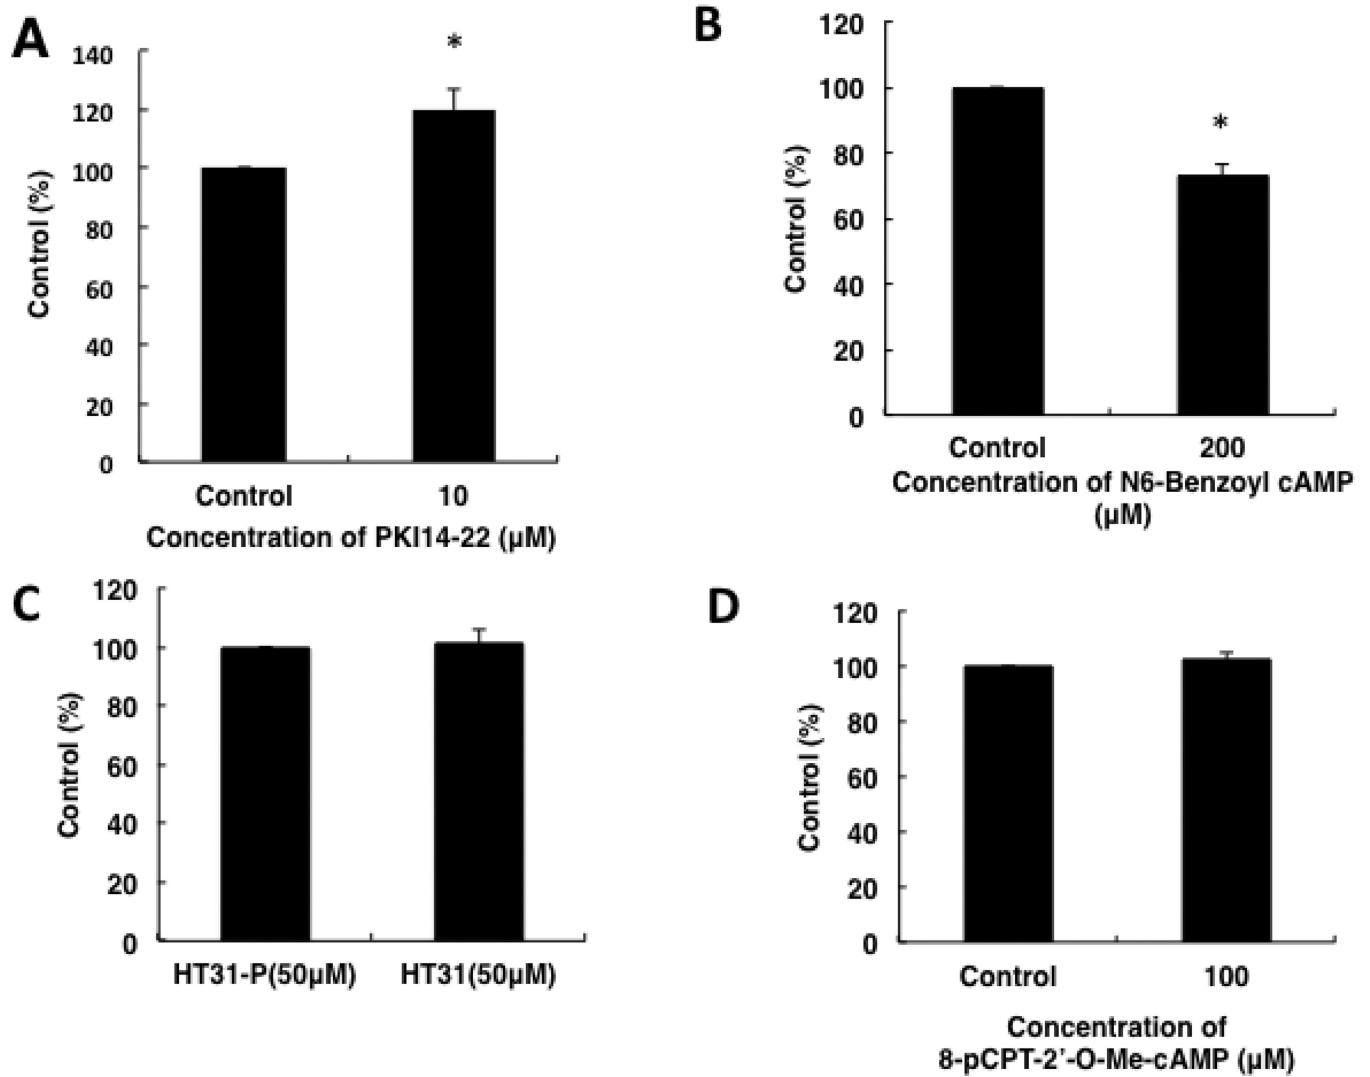 A
140
120
100
80
60
40
20
0
Control (%)
*
Control 10
Concentration of PKI14-22 (µM)
B
120
100
80
60
40
20
0
Control (%)
*
Control 200
Concentration of N6-Benzoyl cAMP
(µM)
C
120
100
80
60
40
20
0
Control (%)
HT31-P(50µM) HT31(50µM)
D
120
100
80
60
40
20
0
Control (%)
Control 100
Concentration of
8-pCPT-2’-O-Me-cAMP (µM)